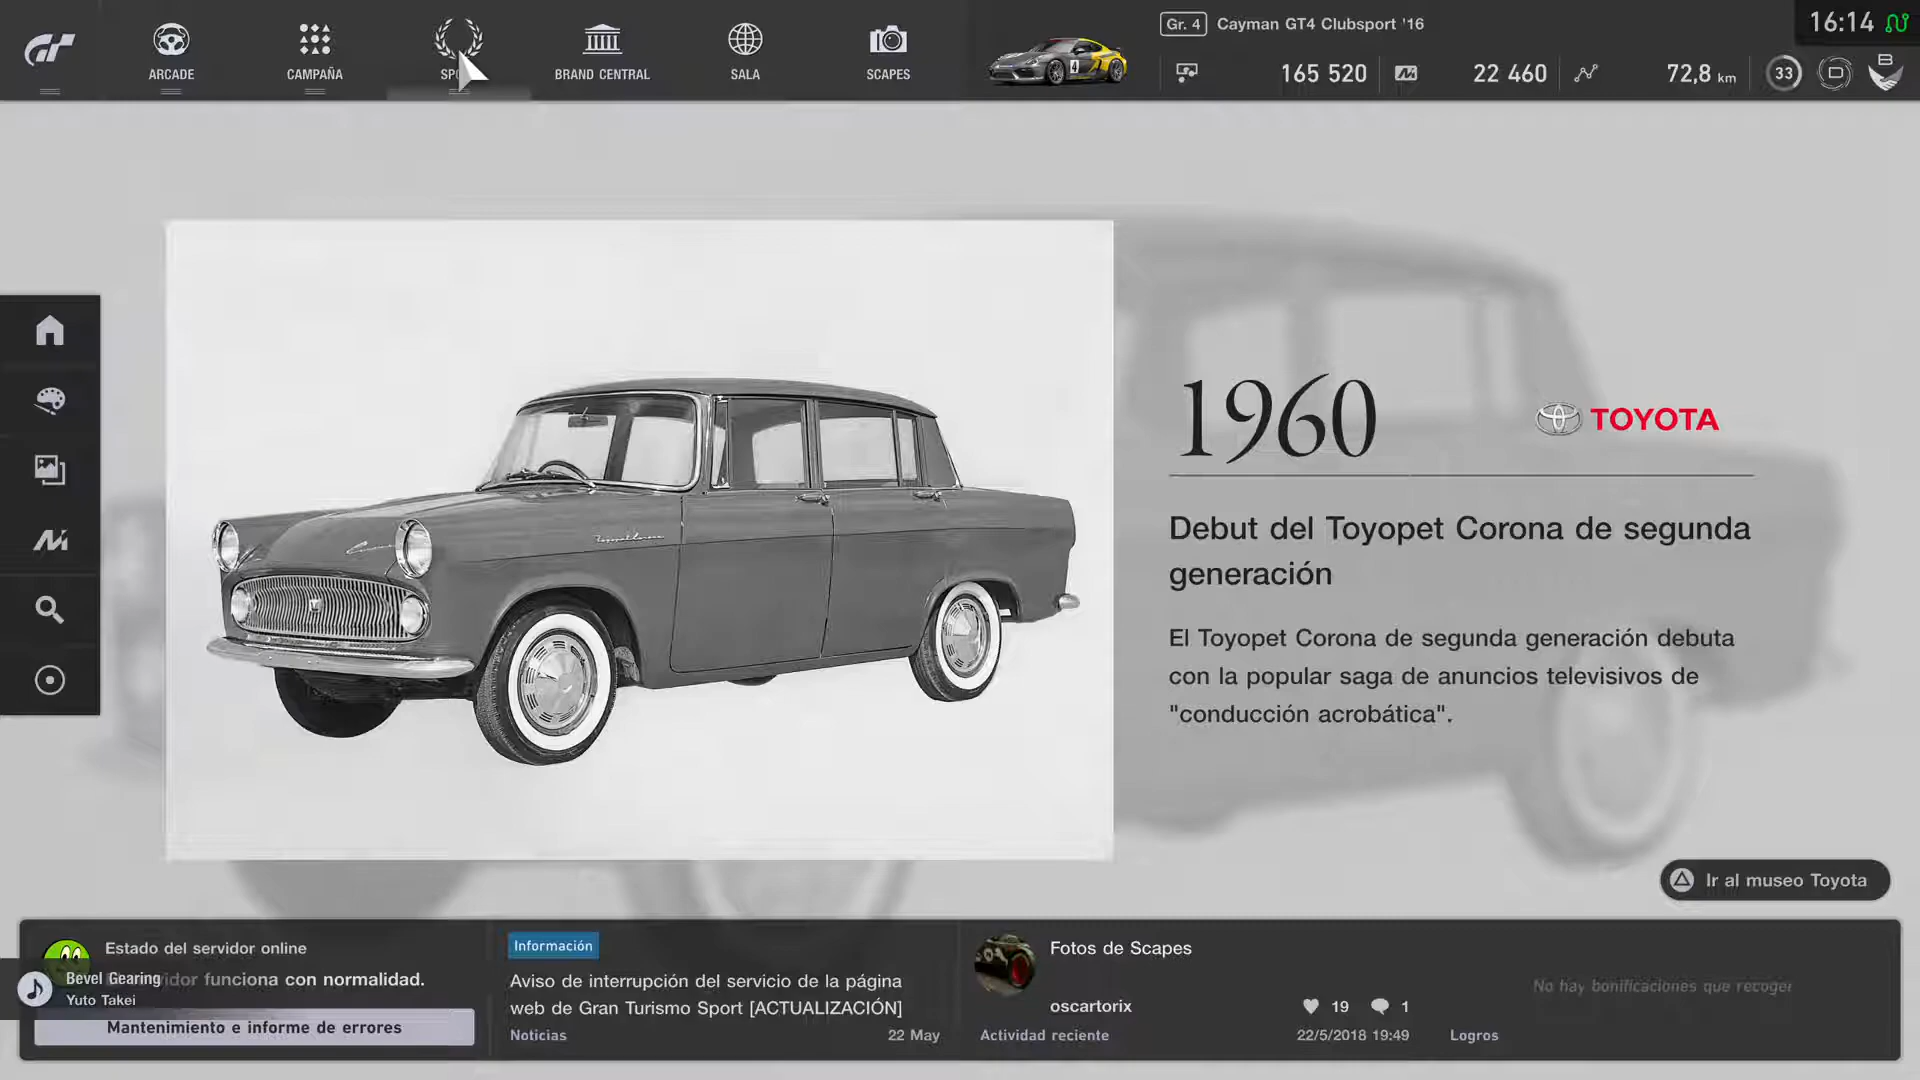 ARCADE
CAMPAÑA
BRAND CENTRAL
SALA
SCAPES
Gr. 4 Cayman GT4 Clubsport '16
165 520
22 460
72,8 km
33
B
16:14
4
1960
TOYOTA
Debut del Toyopet Corona de segunda
generación
El Toyopet Corona de segunda generación debuta
con la popular saga de anuncios televisivos de
"conducción acrobática".
Ir al museo Toyota
Estado del servidor online
funciona con normalidad.
Bevel Gearing
Yuto Takei
Mantenimiento e informe de errores
Información
Aviso de interrupción del servicio de la página
web de Gran Turismo Sport [ACTUALIZACIÓN]
Noticias
22 May
Fotos de Scapes
oscartorix
19
1
Actividad reciente
22/5/2018 19:49
No hay bonificaciones que recoger
Logros